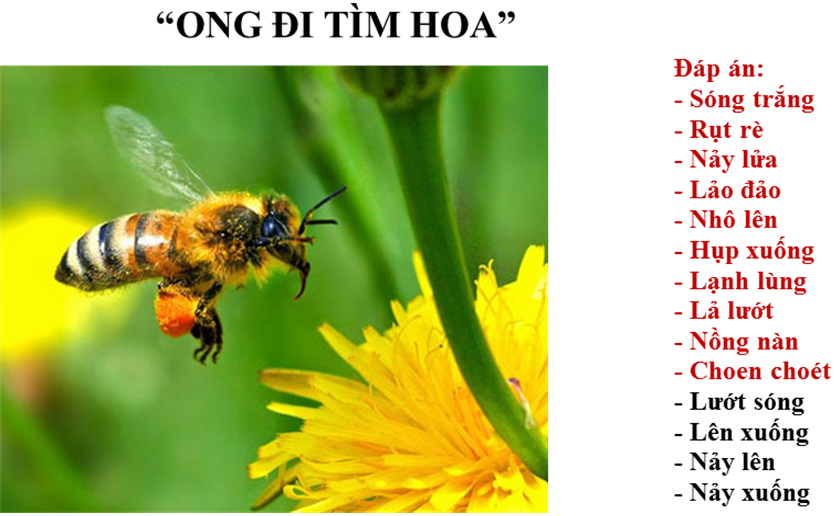 “ONG ĐI TÌM HOA”
Đáp án:
- Sóng trắng
- Rụt rè
- Nảy lửa
- Lảo đảo
- Nhô lên
- Hụp xuống
- Lạnh lùng
- Lả lướt
- Nồng nàn
- Choen choét
- Lướt sóng
- Lên xuống
- Nảy lên
- Nảy xuống